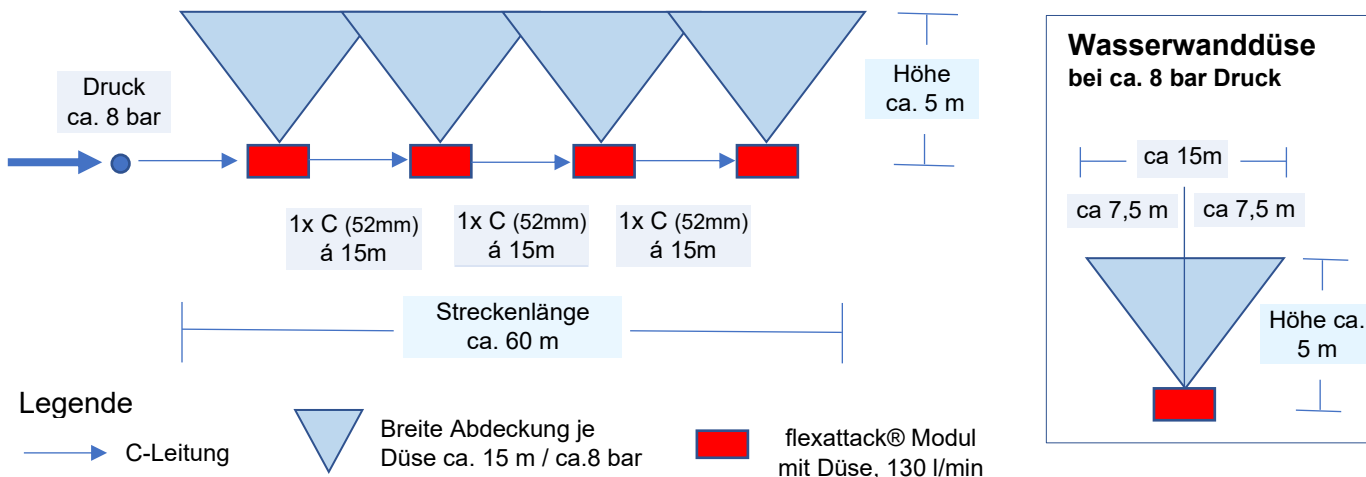 Druck
ca. 8 bar
Höhe
ca. 5 m
1x C (52mm)
á 15m
1x C (52mm)
á 15m
1x C (52mm)
á 15m
Streckenlänge
ca. 60 m
Legende
C-Leitung
Breite Abdeckung je
Düse ca. 15 m / ca.8 bar
flexattack® Modul
mit Düse, 130 l/min
Wasserwanddüse
bei ca. 8 bar Druck
ca 15m
ca 7,5 m
ca 7,5 m
Höhe ca.
5 m